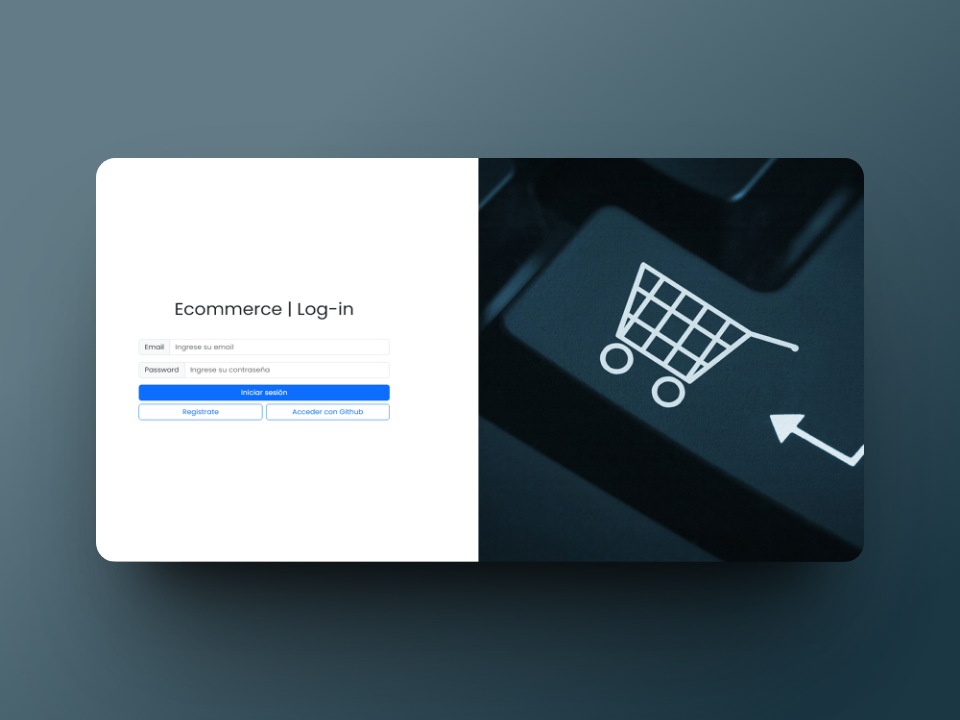 Ecommerce | Log-in
Email Ingrese su email
Password Ingrese su contraseña
Iniciar sesión
Registrate Acceder con Github